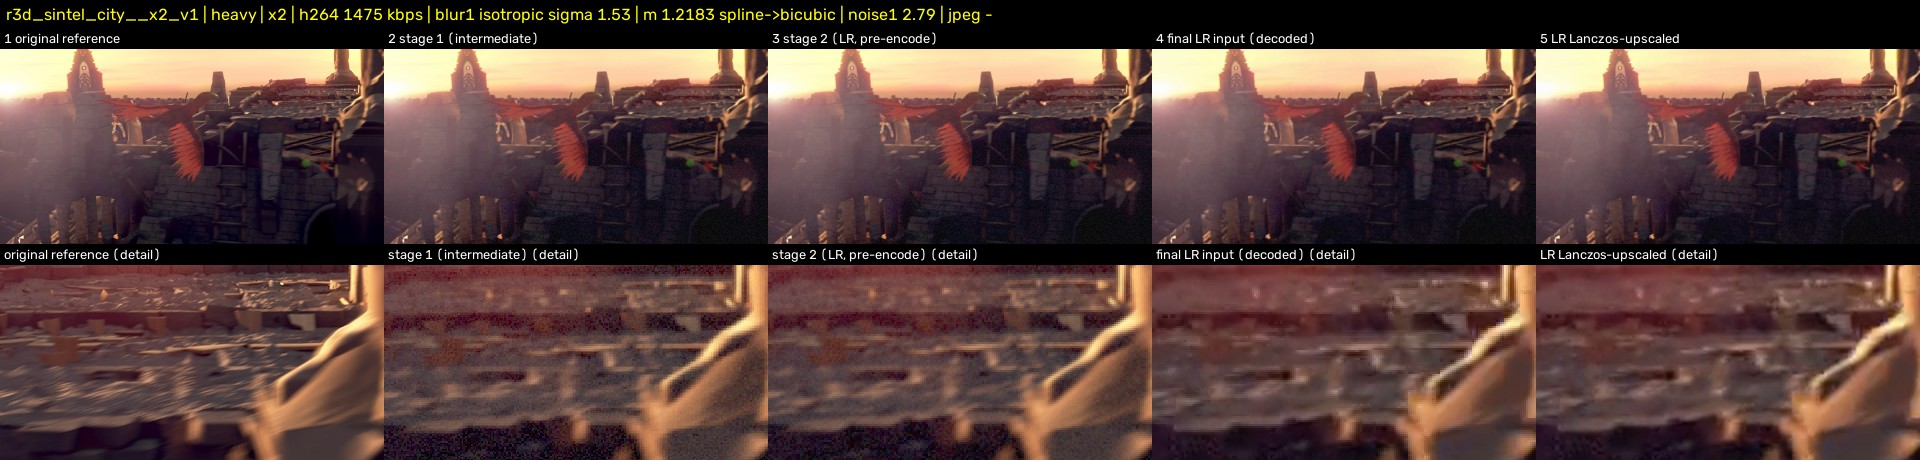 r3d_sintel_city__x2_v1 | heavy | x2 | h264 1475 kbps | blur1 isotropic sigma 1.53 | m 1.2183 spline->bicubic | noise1 2.79 | jpeg -
1 original reference
2 stage 1 (intermediate)
3 stage 2 (LR, pre-encode)
4 final LR input (decoded)
5 LR Lanczos-upscaled
original reference (detail)
stage 1 (intermediate) (detail)
stage 2 (LR, pre-encode) (detail)
final LR input (decoded) (detail)
LR Lanczos-upscaled (detail)